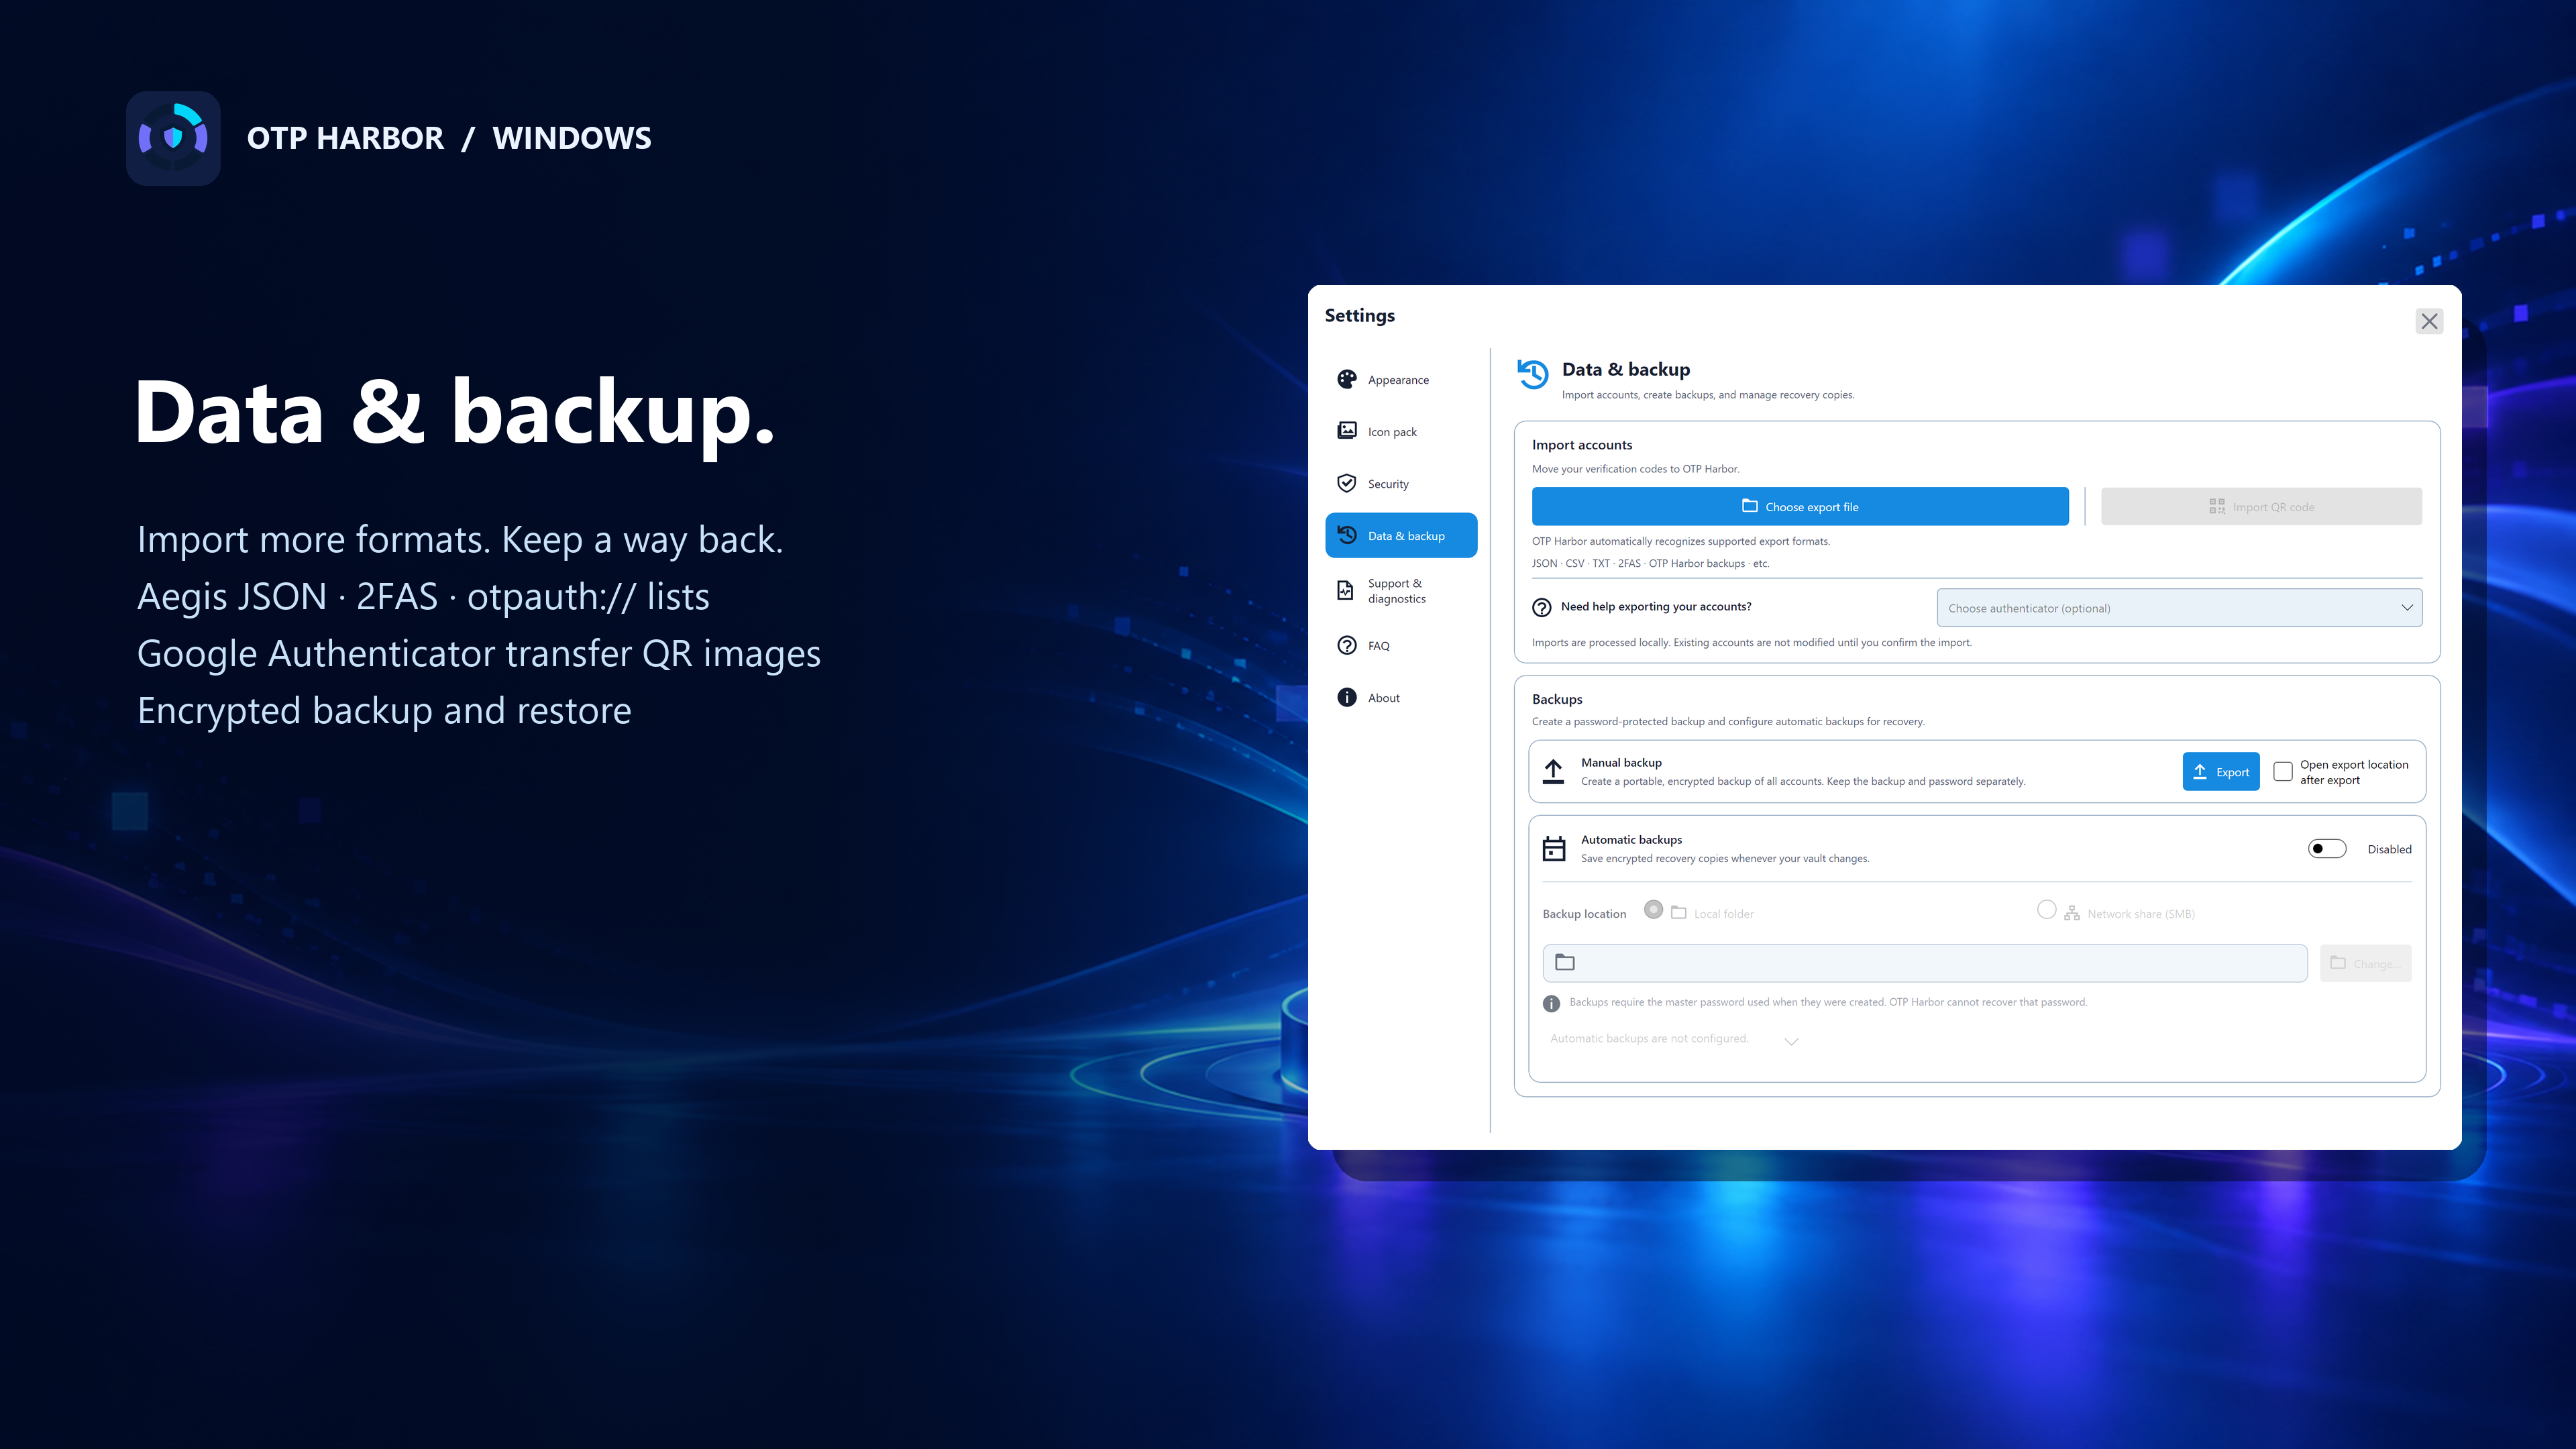 OTP HARBOR / WINDOWS
Data & backup.
Import more formats. Keep a way back.
Aegis JSON · 2FAS · otpauth:// lists
Google Authenticator transfer QR images
Encrypted backup and restore
Settings
Appearance
Icon pack
Security
Data & backup
Support &
diagnostics
FAQ
About
Data & backup
Import accounts, create backups, and manage recovery copies.
Import accounts
Move your verification codes to OTP Harbor.
Choose export file
Import QR code
OTP Harbor automatically recognizes supported export formats.
JSON · CSV · TXT · 2FAS · OTP Harbor backups · etc.
Need help exporting your accounts?
Choose authenticator (optional)
Imports are processed locally. Existing accounts are not modified until you confirm the import.
Backups
Create a password-protected backup and configure automatic backups for recovery.
Manual backup
Create a portable, encrypted backup of all accounts. Keep the backup and password separately.
Export
Open export location
after export
Automatic backups
Save encrypted recovery copies whenever your vault changes.
Disabled
Backup location
Local folder
Network share (SMB)
Change...
Backups require the master password used when they were created. OTP Harbor cannot recover that password.
Automatic backups are not configured.